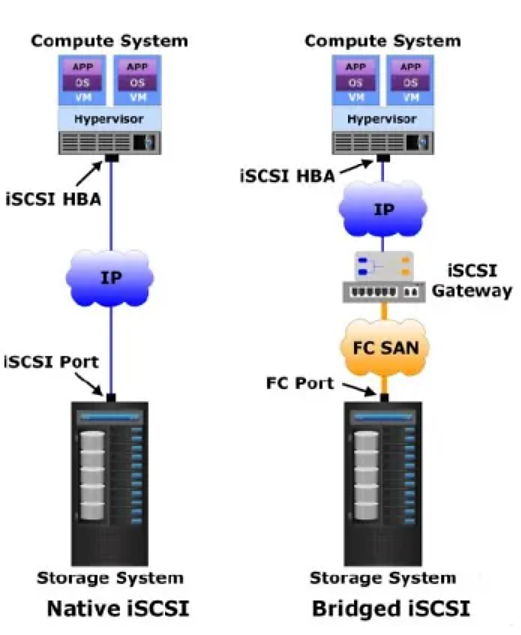 Compute System
APP APP
OS OS
VM VM
Hypervisor
iSCSI HBA
IP
iSCSI Port
Storage System
Native iSCSI
Compute System
APP APP
OS OS
VM VM
Hypervisor
iSCSI HBA
IP
iSCSI
Gateway
FC SAN
FC Port
Storage System
Bridged iSCSI